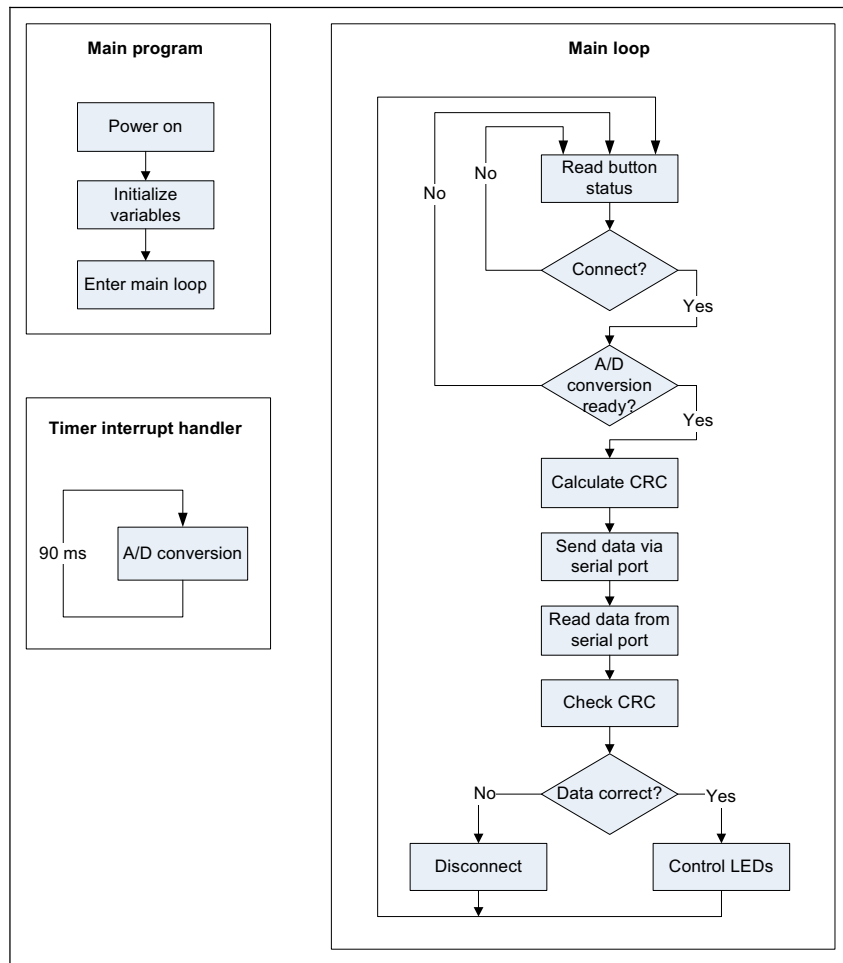 Main program
Power on
Initialize
variables
Enter main loop
Timer interrupt handler
90 ms
A/D conversion
Main loop
Read button
status
No
No
Connect?
Yes
A/D
conversion
ready?
Yes
Calculate CRC
Send data via
serial port
Read data from
serial port
Check CRC
Data correct?
No
Yes
Disconnect
Control LEDs